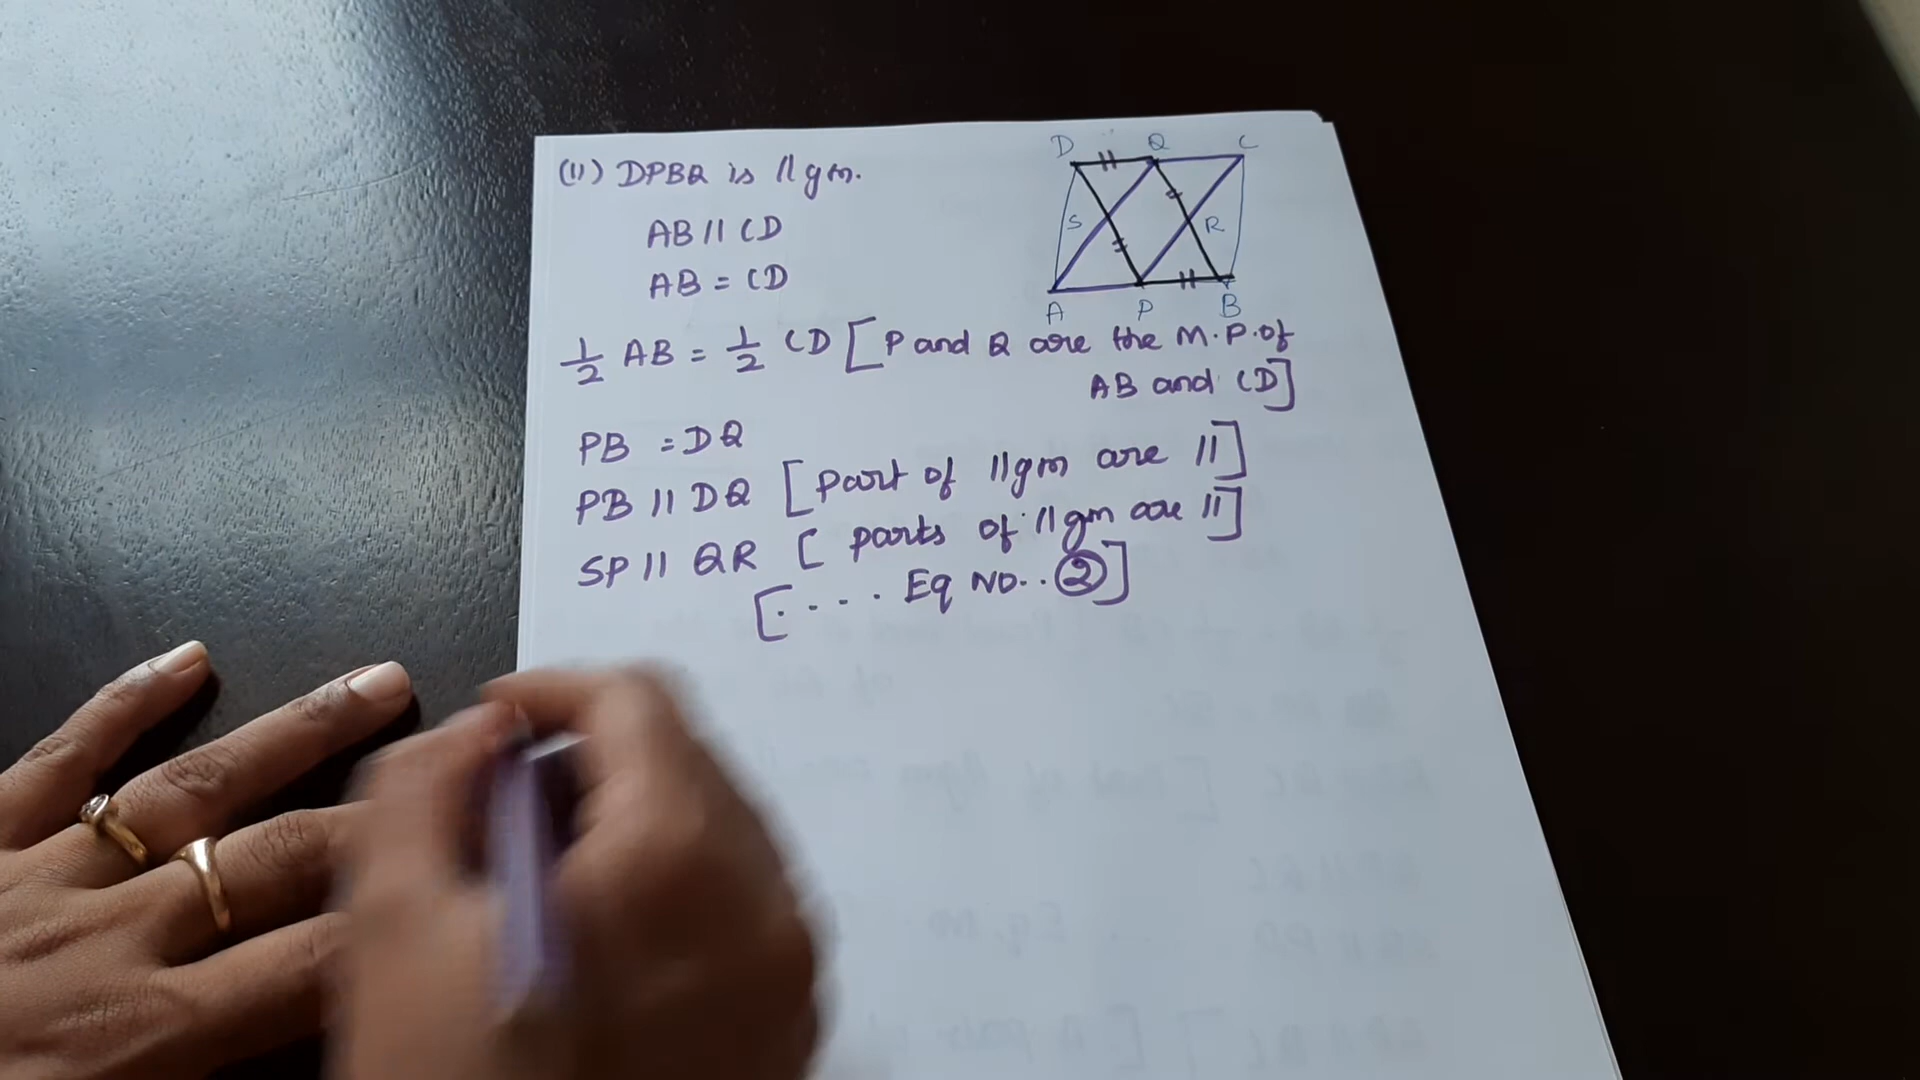 (11) DPBQ is ||gm.
D Q C
AB || CD
S R
AB = CD
A P B
1/2 AB = 1/2 CD [P and Q are the M.P. of
AB and CD]
PB = DQ
PB || DQ [part of ||gm are ||]
SP || QR [parts of ||gm are ||]
[. . . . . Eq No.. ②]